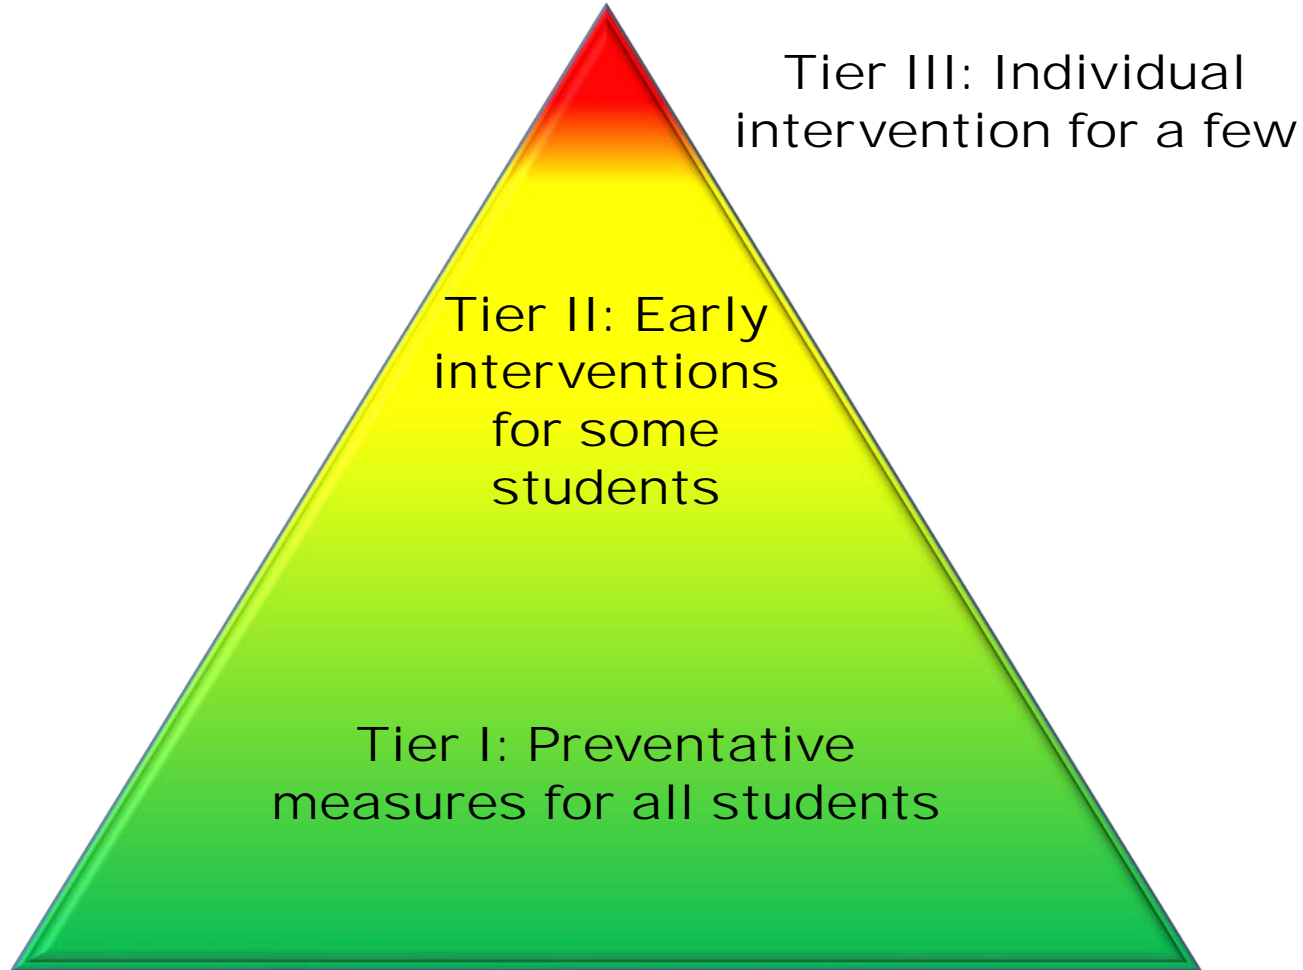 Tier III: Individual
intervention for a few
Tier II: Early
interventions
for some
students
Tier I: Preventative
measures for all students